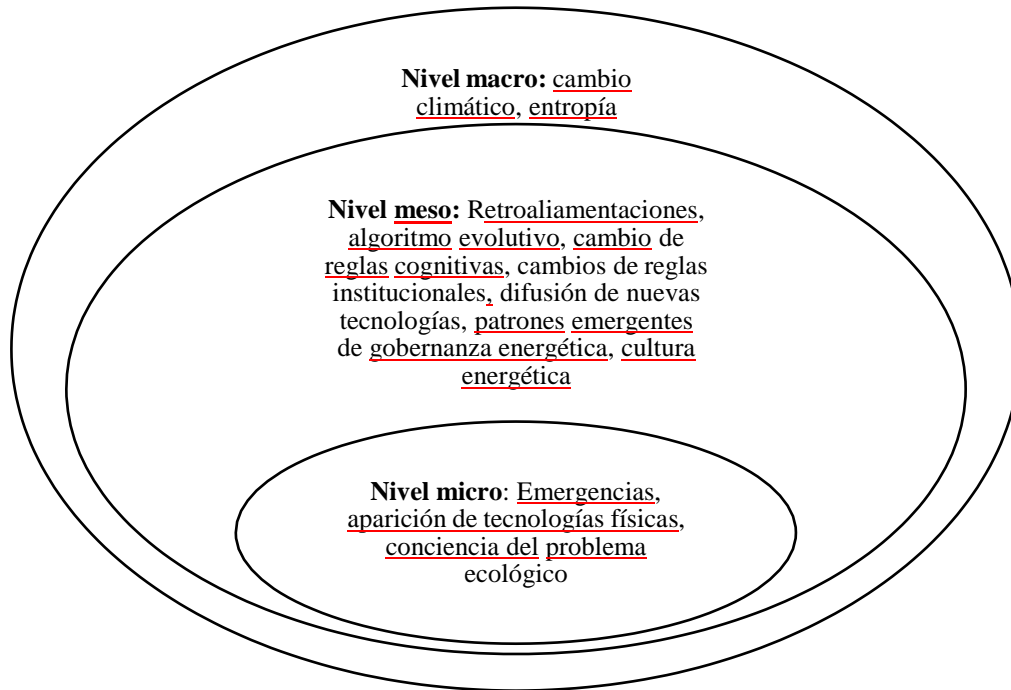 Nivel macro: cambio
climático, entropía
Nivel meso: Retroaliamentaciones,
algoritmo evolutivo, cambio de
reglas cognitivas, cambios de reglas
institucionales, difusión de nuevas
tecnologías, patrones emergentes
de gobernanza energética, cultura
energética
Nivel micro: Emergencias,
aparición de tecnologías físicas,
conciencia del problema
ecológico